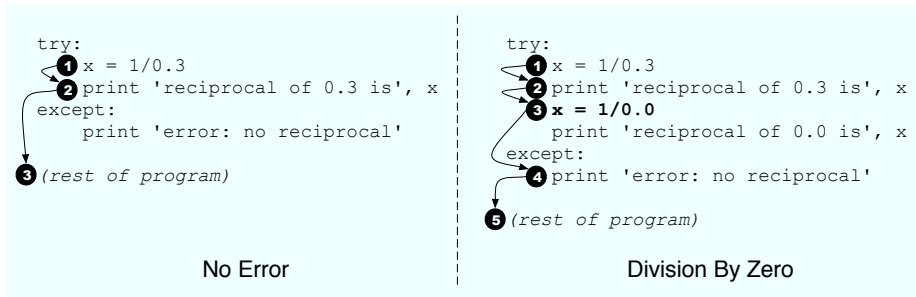 try:
1 x = 1/0.3
2 print 'reciprocal of 0.3 is', x
except:
print 'error: no reciprocal'
3 (rest of program)
No Error
try:
1 x = 1/0.3
2 print 'reciprocal of 0.3 is', x
3 x = 1/0.0
print 'reciprocal of 0.0 is', x
except:
4 print 'error: no reciprocal'
5 (rest of program)
Division By Zero